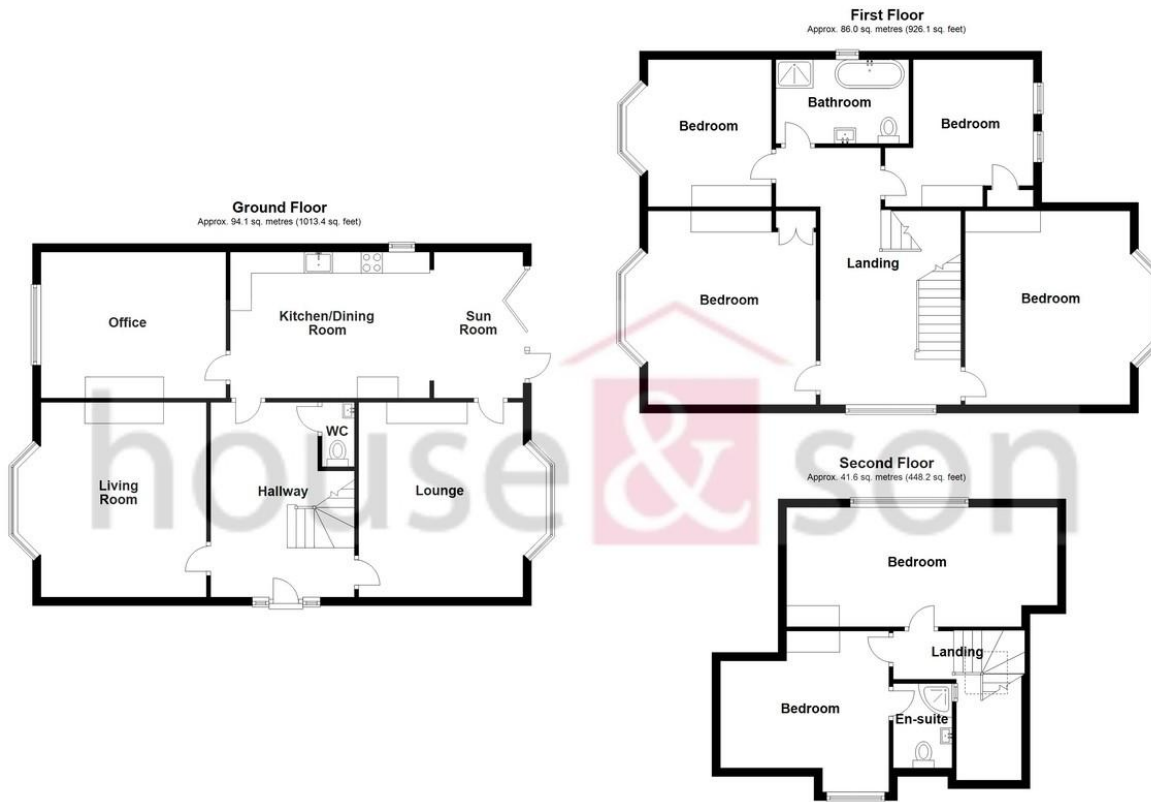 First Floor
Approx. 86.0 sq. metres (926.1 sq. feet)
Bedroom
Bathroom
Bedroom
Bedroom
Landing
Bedroom
Ground Floor
Approx. 94.1 sq. metres (1013.4 sq. feet)
Office
Kitchen/Dining
Room
Sun
Room
Living
Room
Hallway
WC
Lounge
house & son
Second Floor
Approx. 41.6 sq. metres (448.2 sq. feet)
Bedroom
Landing
Bedroom
En-suite